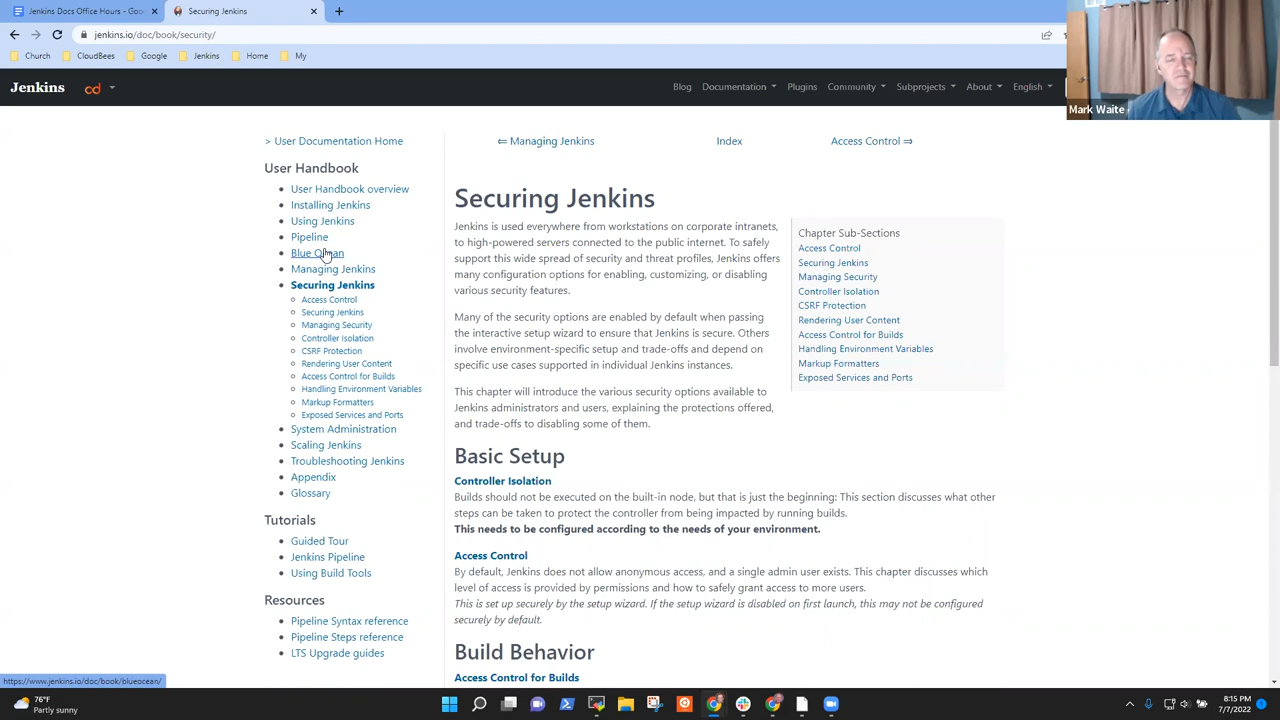 Jenkins Docs Office Hours - Goo
Securing Jenkins
jenkins.io/doc/book/security/
Church
CloudBees
Google
Jenkins
Home
My
Jenkins
cd
Blog
Documentation
Plugins
Community
Subprojects
About
English
Mark Waite
> User Documentation Home
⇐ Managing Jenkins
Index
Access Control ⇒
User Handbook
User Handbook overview
Installing Jenkins
Using Jenkins
Pipeline
Blue Ocean
Managing Jenkins
Securing Jenkins
Access Control
Securing Jenkins
Managing Security
Controller Isolation
CSRF Protection
Rendering User Content
Access Control for Builds
Handling Environment Variables
Markup Formatters
Exposed Services and Ports
System Administration
Scaling Jenkins
Troubleshooting Jenkins
Appendix
Glossary
Tutorials
Guided Tour
Jenkins Pipeline
Using Build Tools
Resources
Pipeline Syntax reference
Pipeline Steps reference
LTS Upgrade guides
Securing Jenkins
Jenkins is used everywhere from workstations on corporate intranets,
to high-powered servers connected to the public internet. To safely
support this wide spread of security and threat profiles, Jenkins offers
many configuration options for enabling, customizing, or disabling
various security features.
Many of the security options are enabled by default when passing
the interactive setup wizard to ensure that Jenkins is secure. Others
involve environment-specific setup and trade-offs and depend on
specific use cases supported in individual Jenkins instances.
This chapter will introduce the various security options available to
Jenkins administrators and users, explaining the protections offered,
and trade-offs to disabling some of them.
Chapter Sub-Sections
Access Control
Securing Jenkins
Managing Security
Controller Isolation
CSRF Protection
Rendering User Content
Access Control for Builds
Handling Environment Variables
Markup Formatters
Exposed Services and Ports
Basic Setup
Controller Isolation
Builds should not be executed on the built-in node, but that is just the beginning: This section discusses what other
steps can be taken to protect the controller from being impacted by running builds.
This needs to be configured according to the needs of your environment.
Access Control
By default, Jenkins does not allow anonymous access, and a single admin user exists. This chapter discusses which
level of access is provided by permissions and how to safely grant access to more users.
This is set up securely by the setup wizard. If the setup wizard is disabled on first launch, this may not be configured
securely by default.
Build Behavior
Access Control for Builds
https://www.jenkins.io/doc/book/blueocean/
76°F
Partly sunny
8:15 PM
7/7/2022